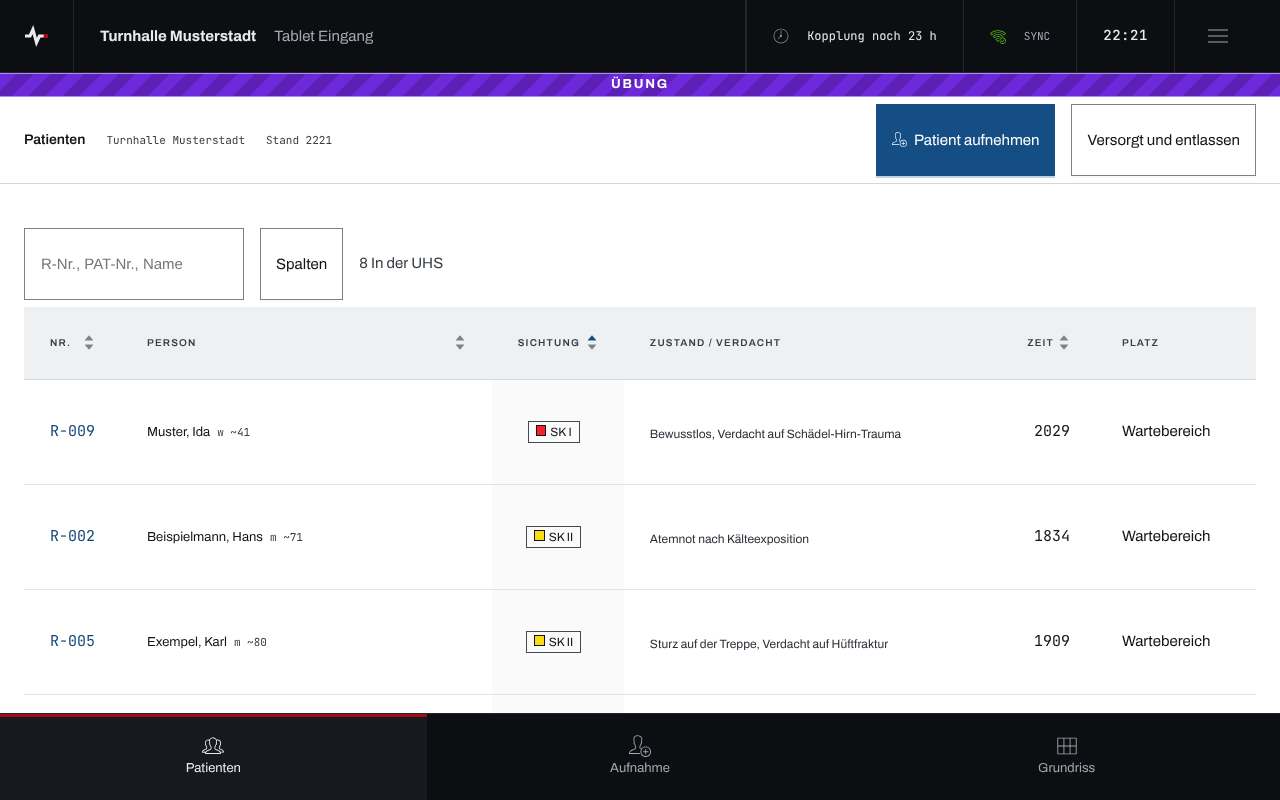 Turnhalle Musterstadt Tablet Eingang Kopplung noch 23 h SYNC 22:21
ÜBUNG
Patienten Turnhalle Musterstadt Stand 2221 Patient aufnehmen Versorgt und entlassen
R-Nr., PAT-Nr., Name Spalten 8 In der UHS
NR. PERSON SICHTUNG ZUSTAND / VERDACHT ZEIT PLATZ
R-009 Muster, Ida w ~41 SK I Bewusstlos, Verdacht auf Schädel-Hirn-Trauma 2029 Wartebereich
R-002 Beispielmann, Hans m ~71 SK II Atemnot nach Kälteexposition 1834 Wartebereich
R-005 Exempel, Karl m ~80 SK II Sturz auf der Treppe, Verdacht auf Hüftfraktur 1909 Wartebereich
Patienten Aufnahme Grundriss